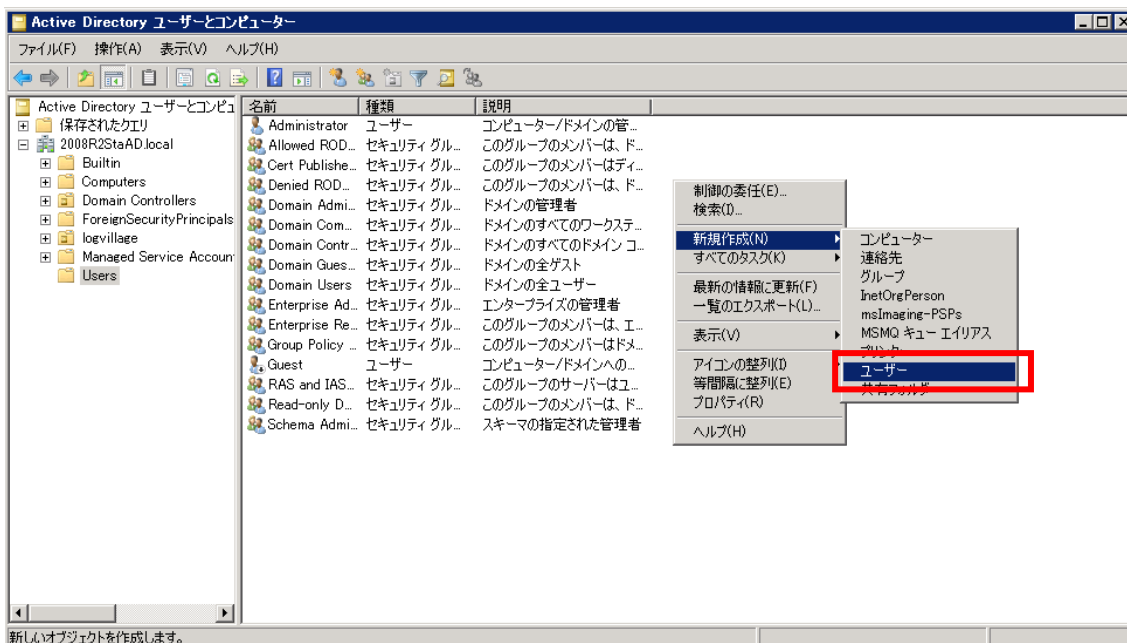 Active Directory ユーザーとコンピューター
ファイル(F) 操作(A) 表示(V) ヘルプ(H)
Active Directory ユーザーとコンピュ
保存されたクエリ
2008R2StaAD.local
Builtin
Computers
Domain Controllers
ForeignSecurityPrincipals
logvillage
Managed Service Accoun
Users
名前 種類 説明
Administrator ユーザー コンピューター/ドメインの管...
Allowed ROD... セキュリティ グル... このグループのメンバーは、ド...
Cert Publishe... セキュリティ グル... このグループのメンバーはディ...
Denied ROD... セキュリティ グル... このグループのメンバーは、ド...
Domain Admi... セキュリティ グル... ドメインの管理者
Domain Com... セキュリティ グル... ドメインのすべてのワークステ...
Domain Contr... セキュリティ グル... ドメインのすべてのドメイン コ...
Domain Gues... セキュリティ グル... ドメインの全ゲスト
Domain Users セキュリティ グル... ドメインの全ユーザー
Enterprise Ad... セキュリティ グル... エンタープライズの管理者
Enterprise Re... セキュリティ グル... このグループのメンバーは、エ...
Group Policy ... セキュリティ グル... このグループのメンバーはドメ...
Guest ユーザー コンピューター/ドメインへの...
RAS and IAS... セキュリティ グル... このグループのサーバーはユ...
Read-only D... セキュリティ グル... このグループのメンバーは、ド...
Schema Admi... セキュリティ グル... スキーマの指定された管理者
制御の委任(E)...
検索(I)...
新規作成(N)
すべてのタスク(K)
最新の情報に更新(F)
一覧のエクスポート(L)...
表示(V)
アイコンの整列(I)
等間隔に整列(E)
プロパティ(R)
ヘルプ(H)
コンピューター
連絡先
グループ
InetOrgPerson
msImaging-PSPs
MSMQ キュー エイリアス
プリンター
ユーザー
共有フォルダー
新しいオブジェクトを作成します。